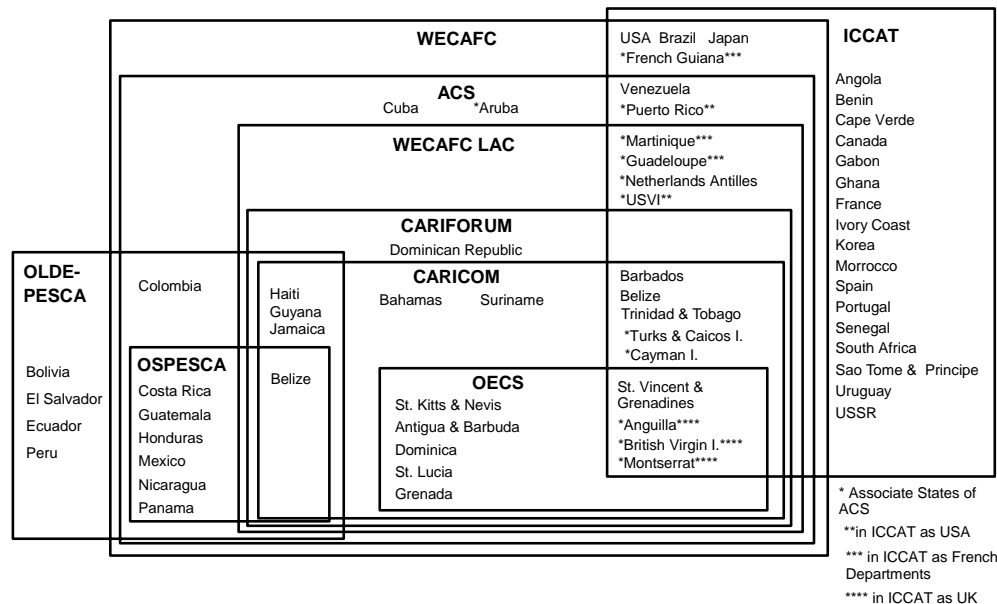 WECAFC
USA Brazil Japan
*French Guiana***
ICCAT
Angola
Benin
Cape Verde
Canada
Gabon
Ghana
France
Ivory Coast
Korea
Morrocco
Spain
Portugal
Senegal
South Africa
Sao Tome & Principe
Uruguay
USSR
ACS
Cuba *Aruba
Venezuela
*Puerto Rico**
WECAFC LAC
*Martinique***
*Guadeloupe***
*Netherlands Antilles
*USVI**
CARIFORUM
Dominican Republic
OLDE-
PESCA
Colombia
Haiti
Guyana
Jamaica
CARICOM
Bahamas Suriname
Barbados
Belize
Trinidad & Tobago
*Turks & Caicos I.
*Cayman I.
Bolivia
El Salvador
Ecuador
Peru
OSPESCA
Costa Rica
Guatemala
Honduras
Mexico
Nicaragua
Panama
Belize
OECS
St. Kitts & Nevis
Antigua & Barbuda
Dominica
St. Lucia
Grenada
St. Vincent &
Grenadines
*Anguilla****
*British Virgin I.****
*Montserrat****
* Associate States of
ACS
**in ICCAT as USA
*** in ICCAT as French
Departments
**** in ICCAT as UK